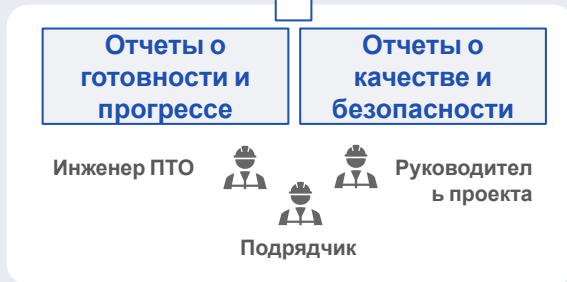 Отчеты о
готовности и
прогрессе
Отчеты о
качестве и
безопасности
Инженер ПТО
Руководител
ь проекта
Подрядчик